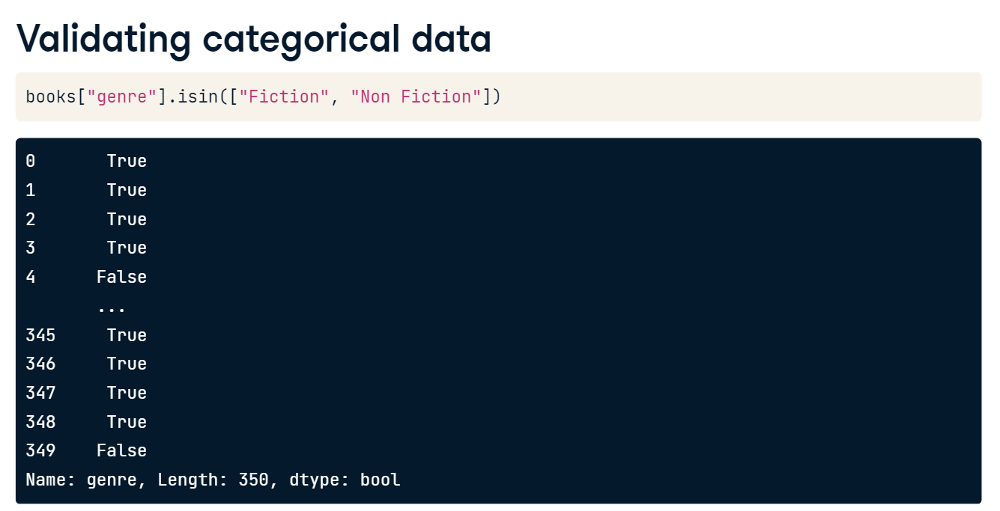 Validating categorical data
books["genre"].isin(["Fiction", "Non Fiction"])
0       True
1       True
2       True
3       True
4      False
       ...
345     True
346     True
347     True
348     True
349    False
Name: genre, Length: 350, dtype: bool